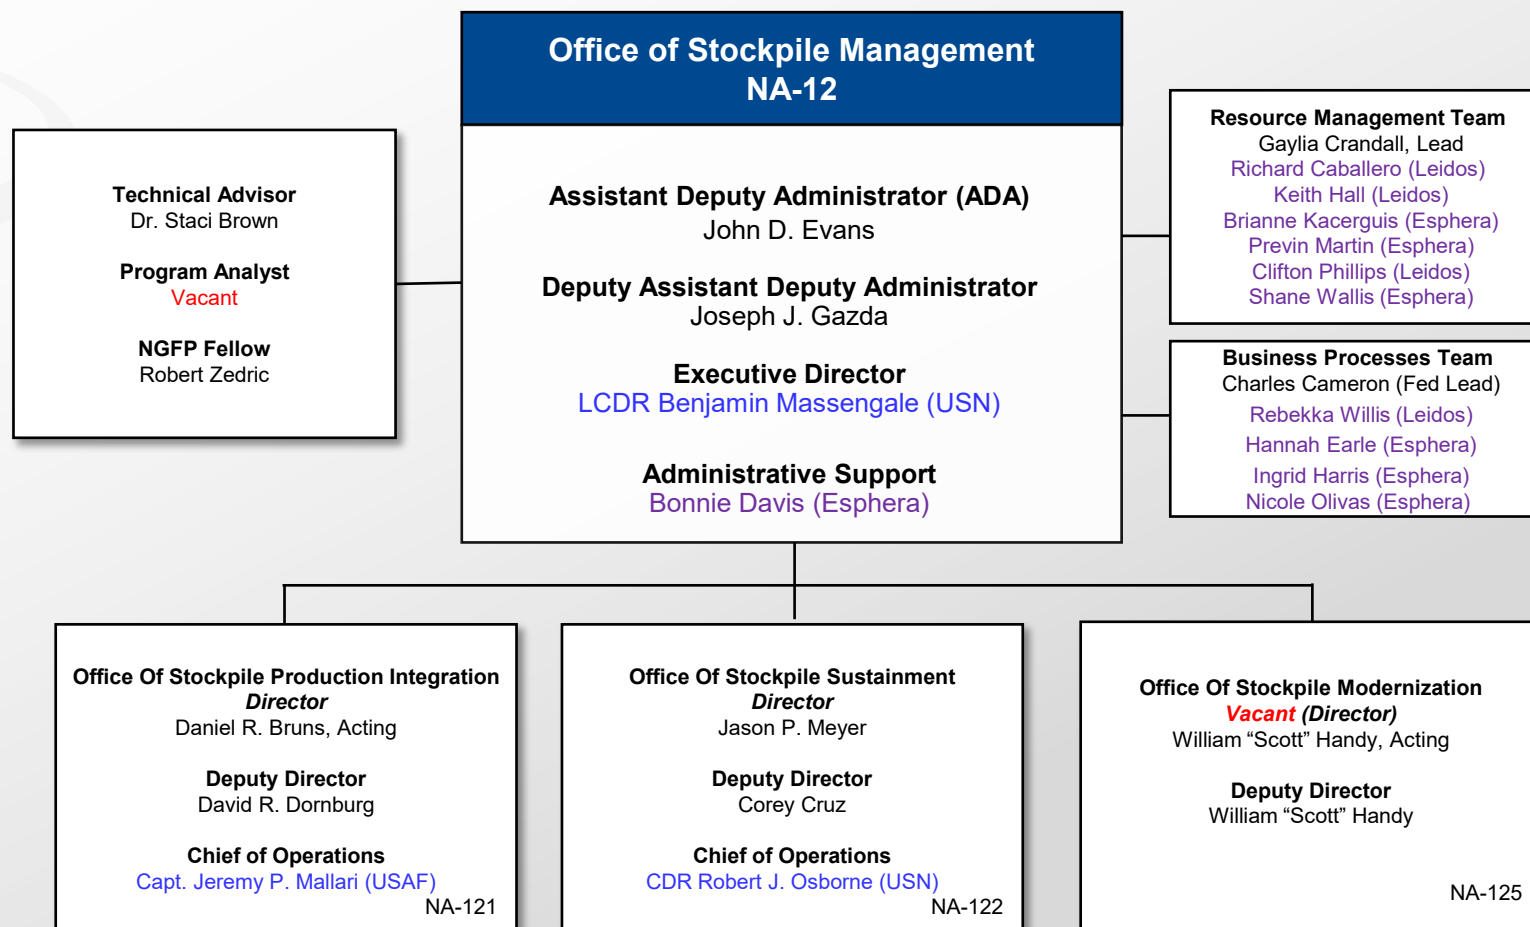 Office of Stockpile Management
NA-12
Assistant Deputy Administrator (ADA)
John D. Evans
Deputy Assistant Deputy Administrator
Joseph J. Gazda
Executive Director
LCDR Benjamin Massengale (USN)
Administrative Support
Bonnie Davis (Esphera)
Technical Advisor
Dr. Staci Brown
Program Analyst
Vacant
NGFP Fellow
Robert Zedric
Resource Management Team
Gaylia Crandall, Lead
Richard Caballero (Leidos)
Keith Hall (Leidos)
Brianne Kacerguis (Esphera)
Previn Martin (Esphera)
Clifton Phillips (Leidos)
Shane Wallis (Esphera)
Business Processes Team
Charles Cameron (Fed Lead)
Rebekka Willis (Leidos)
Hannah Earle (Esphera)
Ingrid Harris (Esphera)
Nicole Olivas (Esphera)
Office Of Stockpile Production Integration
Director
Daniel R. Bruns, Acting
Deputy Director
David R. Dornburg
Chief of Operations
Capt. Jeremy P. Mallari (USAF)
NA-121
Office Of Stockpile Sustainment
Director
Jason P. Meyer
Deputy Director
Corey Cruz
Chief of Operations
CDR Robert J. Osborne (USN)
NA-122
Office Of Stockpile Modernization
Vacant (Director)
William “Scott” Handy, Acting
Deputy Director
William “Scott” Handy
NA-125